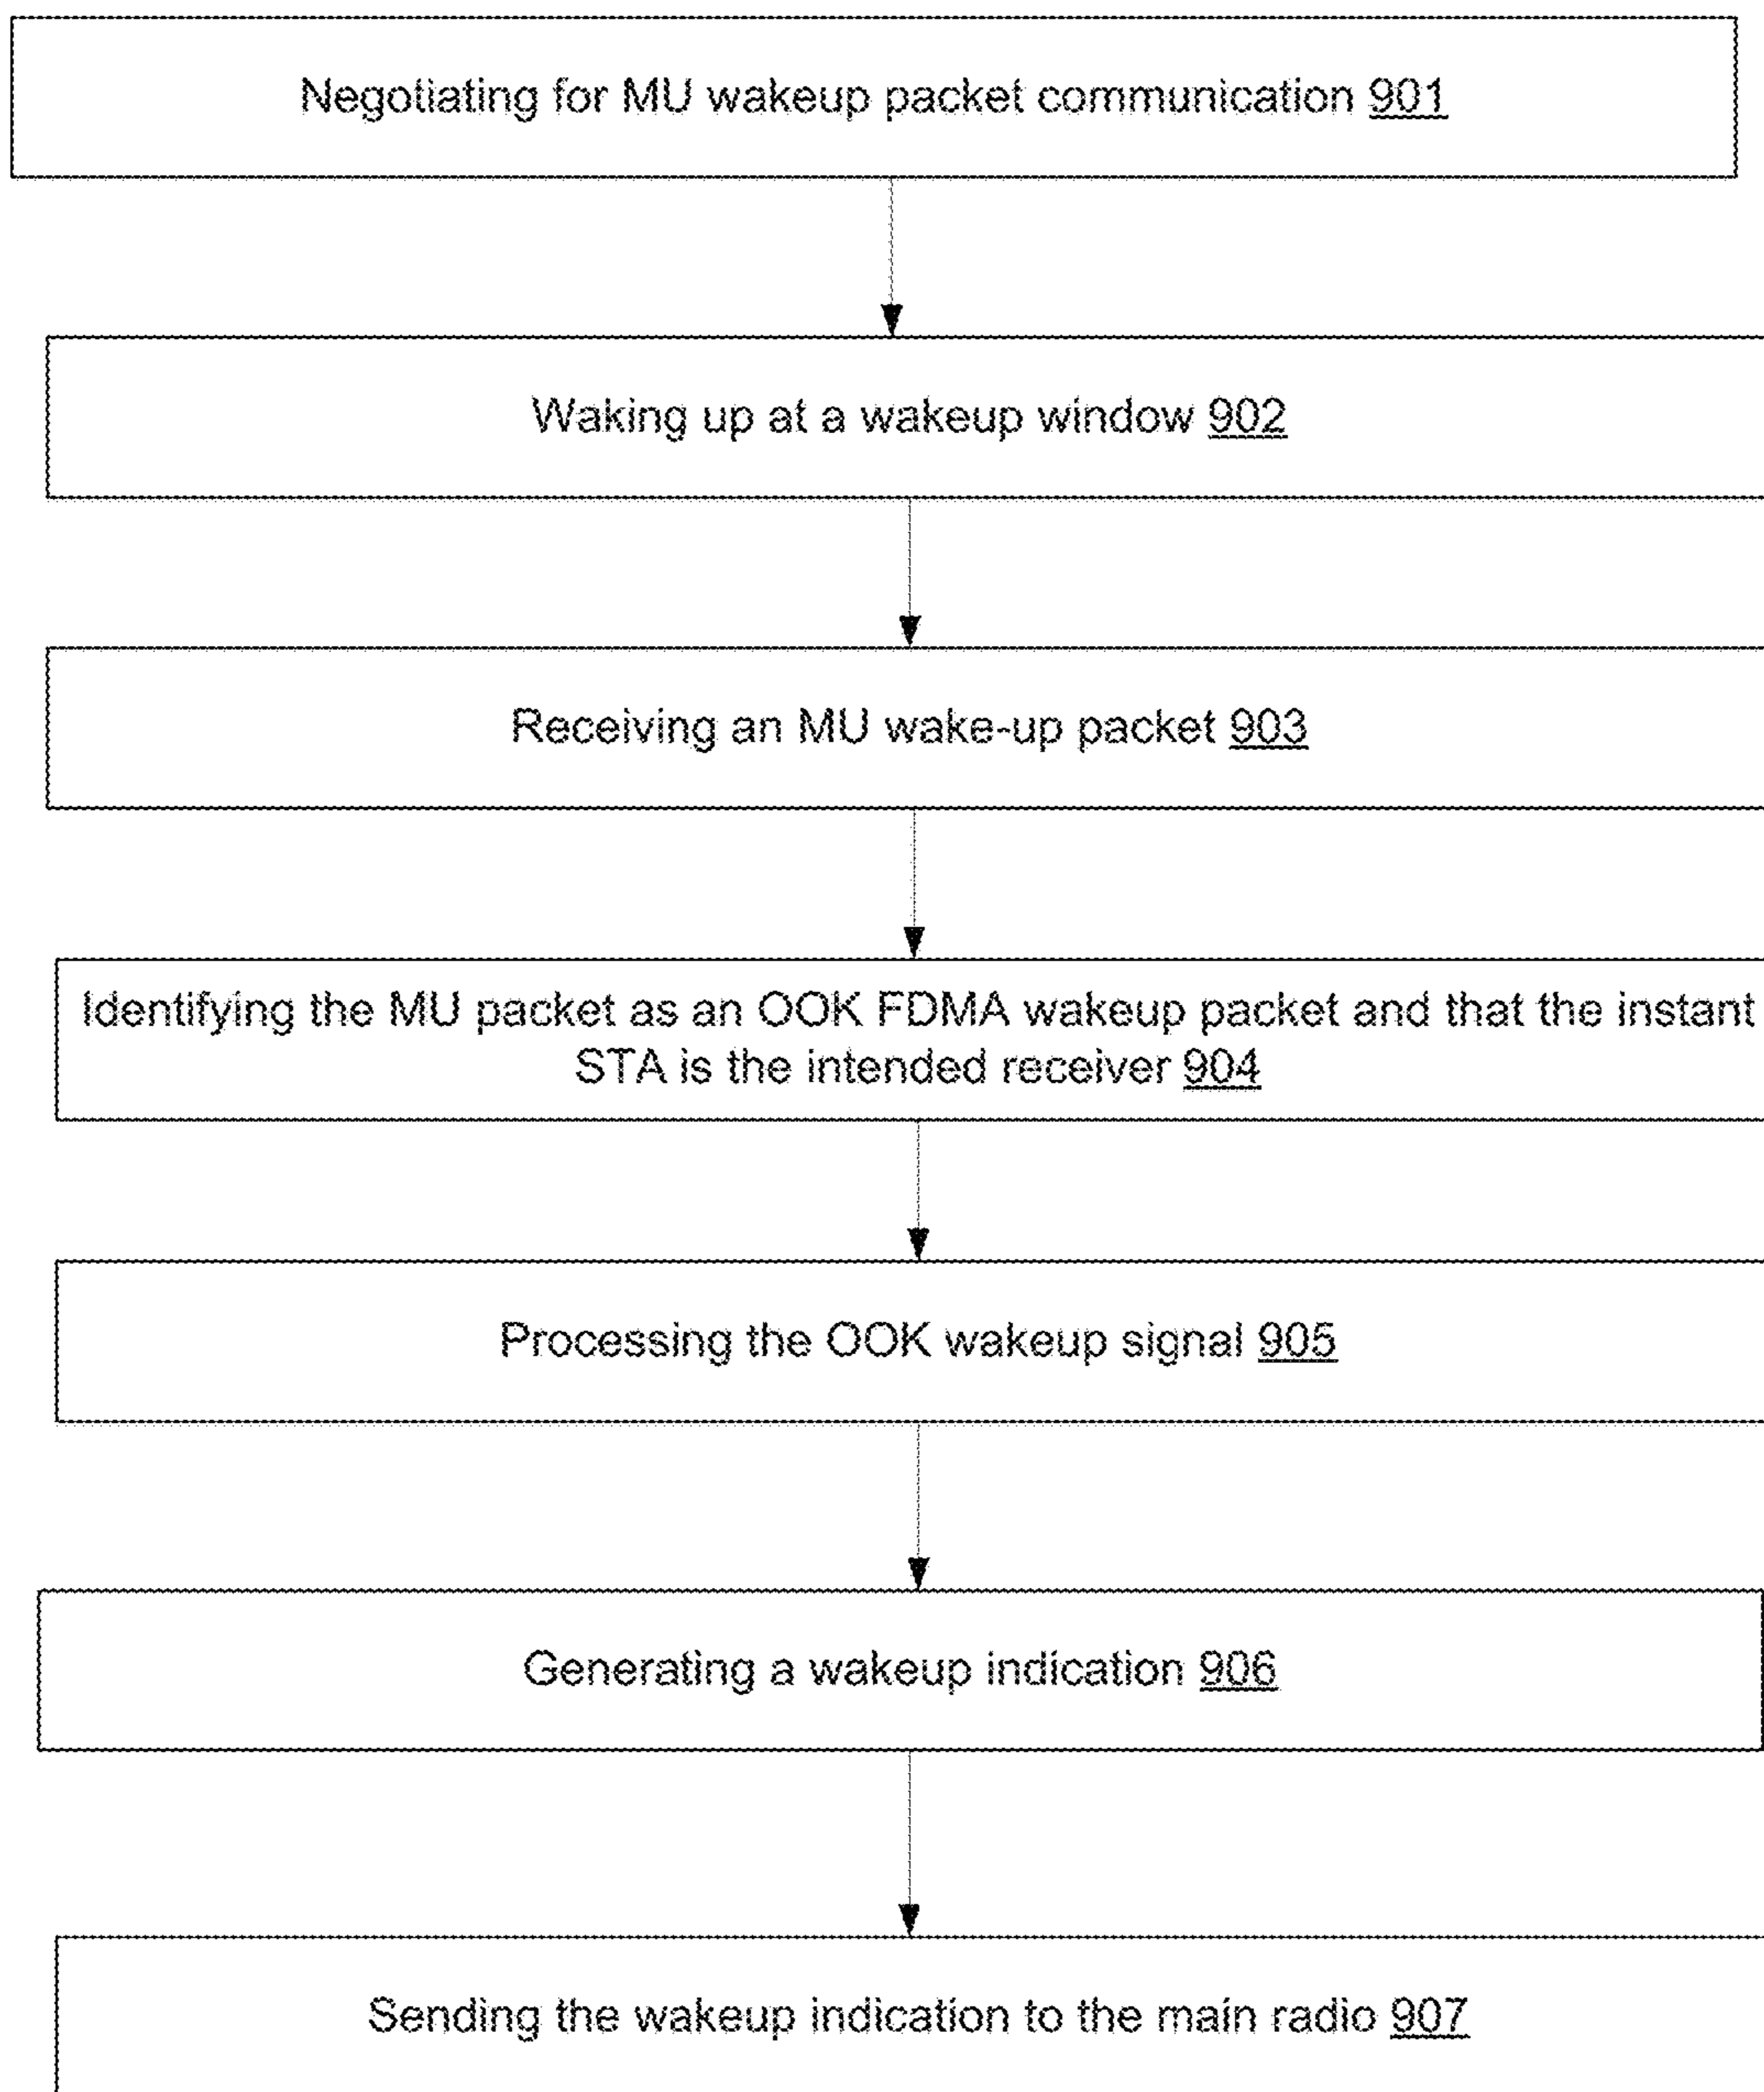 Negotiating for MU wakeup packet communication 901
Waking up at a wakeup window 902
Receiving an MU wake-up packet 903
Identifying the MU packet as an OOK FDMA wakeup packet and that the instant
STA is the intended receiver 904
Processing the OOK wakeup signal 905
Generating a wakeup indication 906
Sending the wakeup indication to the main radio 907